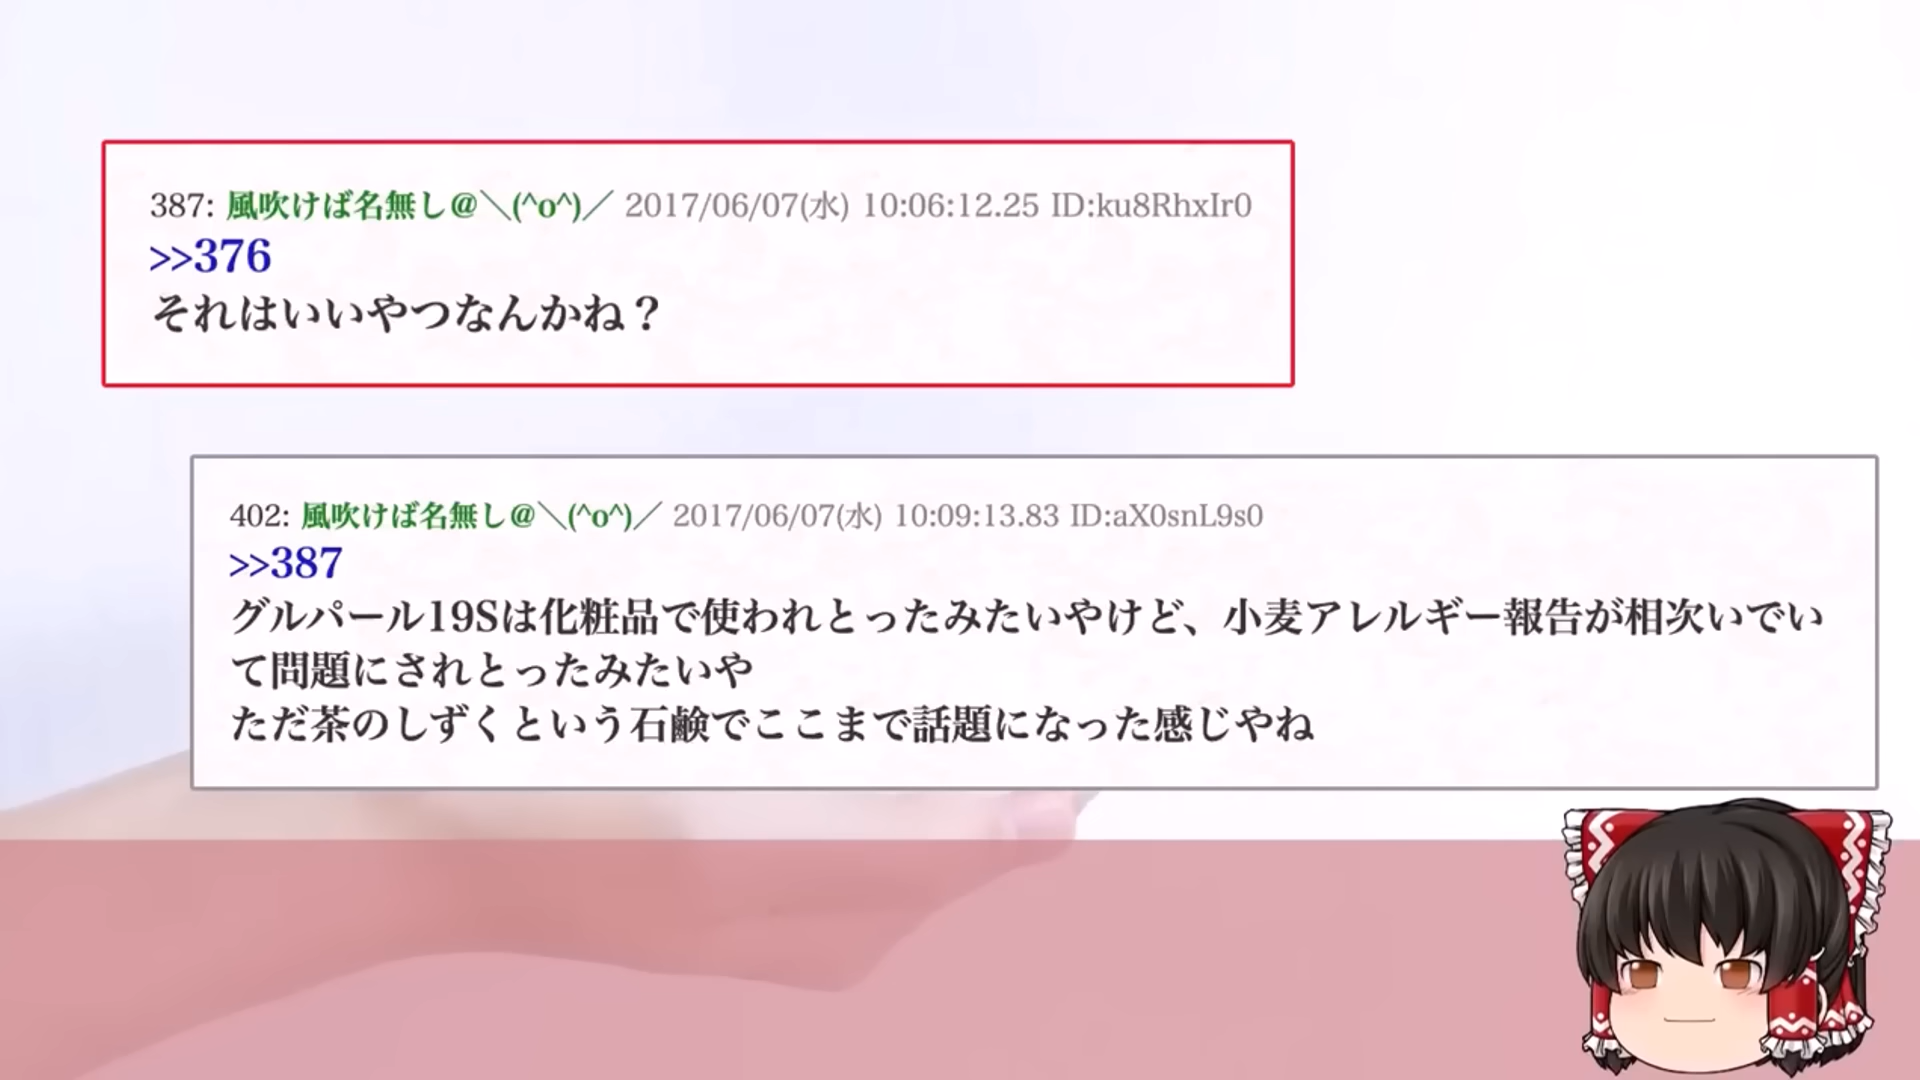 387: 風吹けば名無し@＼(^o^)／ 2017/06/07(水) 10:06:12.25 ID:ku8RhxIr0
>>376
それはいいやつなんかね？
402: 風吹けば名無し@＼(^o^)／ 2017/06/07(水) 10:09:13.83 ID:aX0snL9s0
>>387
グルパール19Sは化粧品で使われとったみたいやけど、小麦アレルギー報告が相次いでい
て問題にされとったみたいや
ただ茶のしずくという石鹸でここまで話題になった感じやね